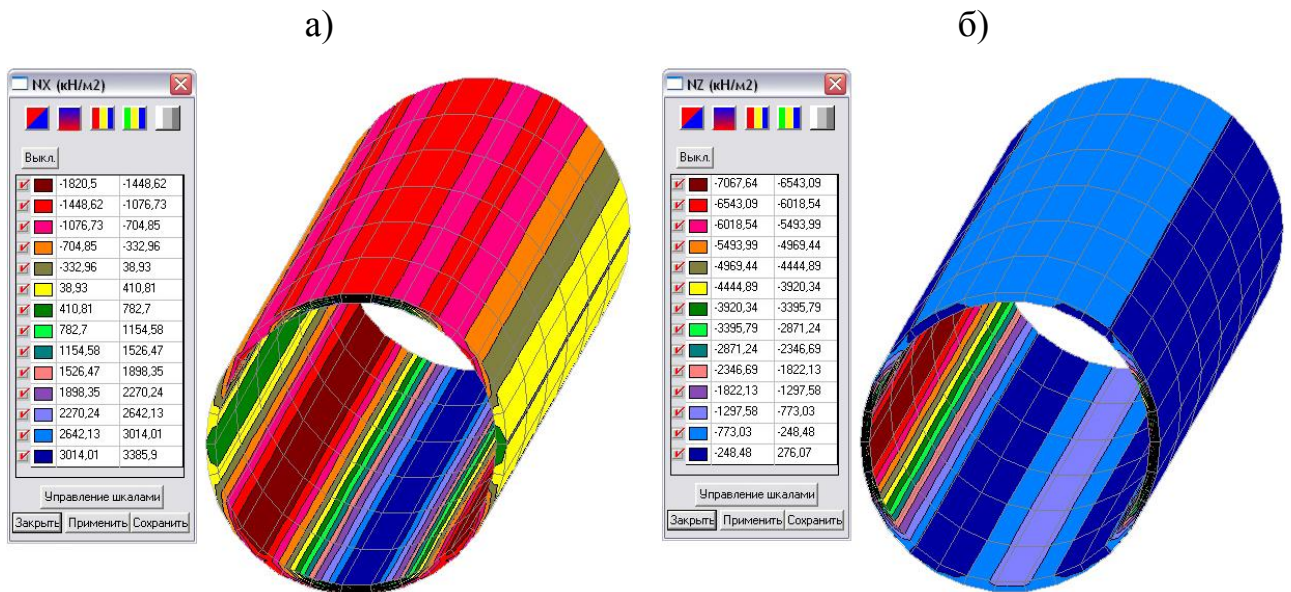 а)
б)
NX (кН/м2)
Выкл.
-1820,5 -1448,62
-1448,62 -1076,73
-1076,73 -704,85
-704,85 -332,96
-332,96 38,93
38,93 410,81
410,81 782,7
782,7 1154,58
1154,58 1526,47
1526,47 1898,35
1898,35 2270,24
2270,24 2642,13
2642,13 3014,01
3014,01 3385,9
Управление шкалами
Закрыть Применить Сохранить
NZ (кН/м2)
Выкл.
-7067,64 -6543,09
-6543,09 -6018,54
-6018,54 -5493,99
-5493,99 -4969,44
-4969,44 -4444,89
-4444,89 -3920,34
-3920,34 -3395,79
-3395,79 -2871,24
-2871,24 -2346,69
-2346,69 -1822,13
-1822,13 -1297,58
-1297,58 -773,03
-773,03 -248,48
-248,48 276,07
Управление шкалами
Закрыть Применить Сохранить